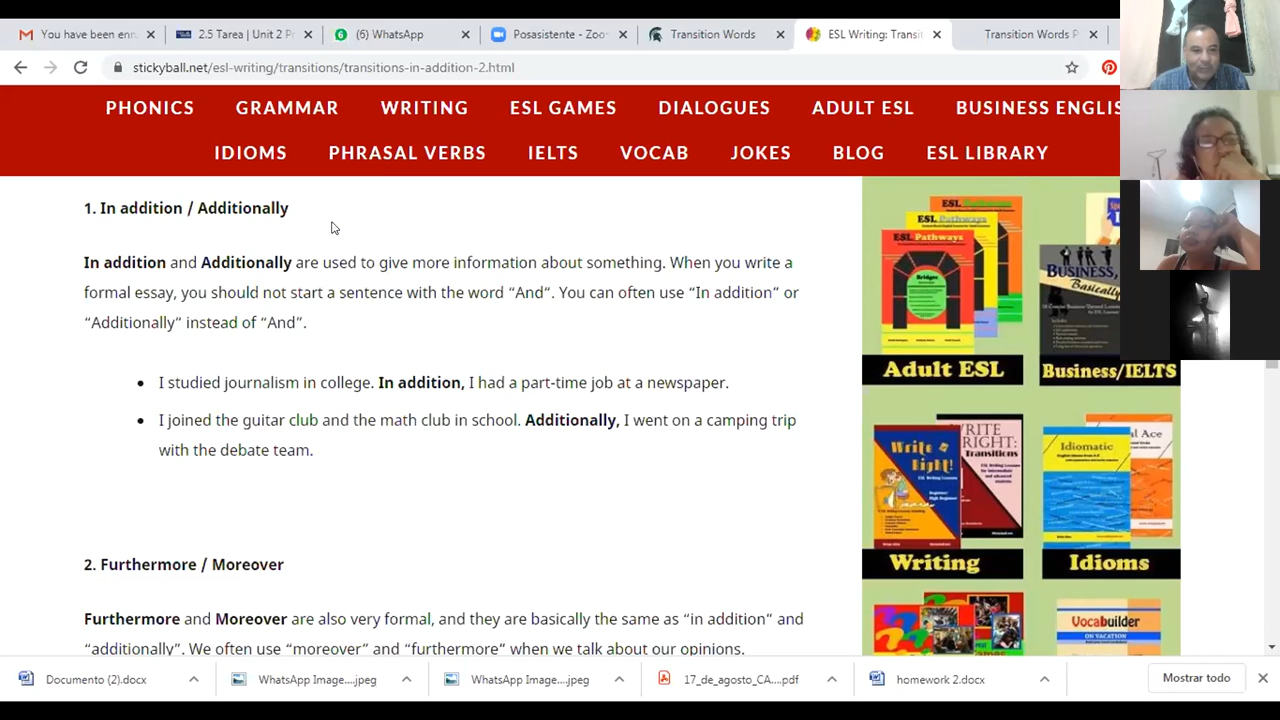 You have been enr
2.5 Tarea | Unit 2 Pr
(6) WhatsApp
Posasistente - Zoo
Transition Words
ESL Writing: Transit
Transition Words P
stickyball.net/esl-writing/transitions/transitions-in-addition-2.html
PHONICS GRAMMAR WRITING ESL GAMES DIALOGUES ADULT ESL BUSINESS ENGLIS
IDIOMS PHRASAL VERBS IELTS VOCAB JOKES BLOG ESL LIBRARY
1. In addition / Additionally
In addition and Additionally are used to give more information about something. When you write a
formal essay, you should not start a sentence with the word “And”. You can often use “In addition” or
“Additionally” instead of “And”.
• I studied journalism in college. In addition, I had a part-time job at a newspaper.
• I joined the guitar club and the math club in school. Additionally, I went on a camping trip
with the debate team.
2. Furthermore / Moreover
Furthermore and Moreover are also very formal, and they are basically the same as “in addition” and
“additionally”. We often use “moreover” and “furthermore” when we talk about our opinions.
ESL Pathways
ESL Pathways
ESL Pathways
Bridges
Adult ESL
Business,
Basically
Business/IELTS
Write Right!
WRITE
RIGHT:
Transitions
Writing
Idiomatic
al Ace
Idioms
Vocabuilder
ON VACATION
Documento (2).docx
WhatsApp Image....jpeg
WhatsApp Image....jpeg
17_de_agosto_CA....pdf
homework 2.docx
Mostrar todo